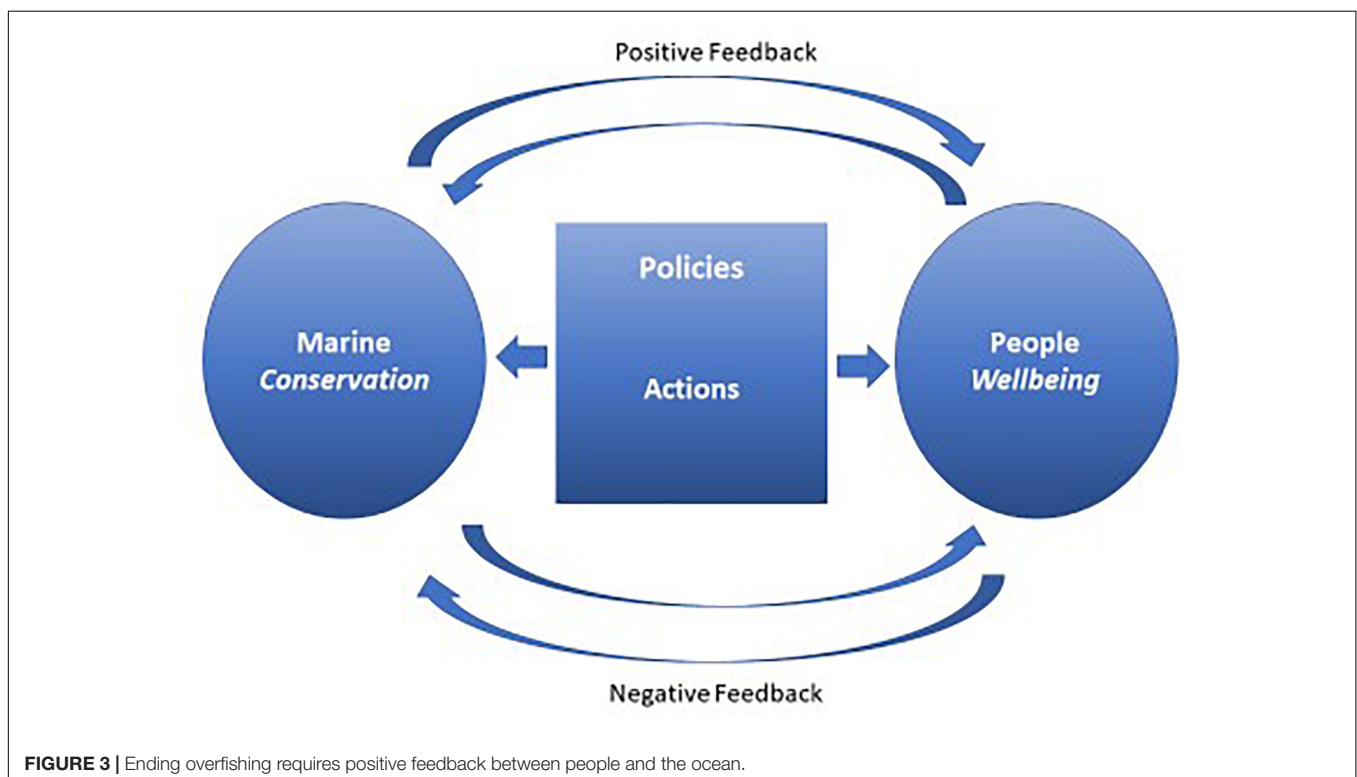 Positive Feedback
Policies
Marine
Conservation
Actions
People
Wellbeing
Negative Feedback
FIGURE 3 | Ending overfishing requires positive feedback between people and the ocean.